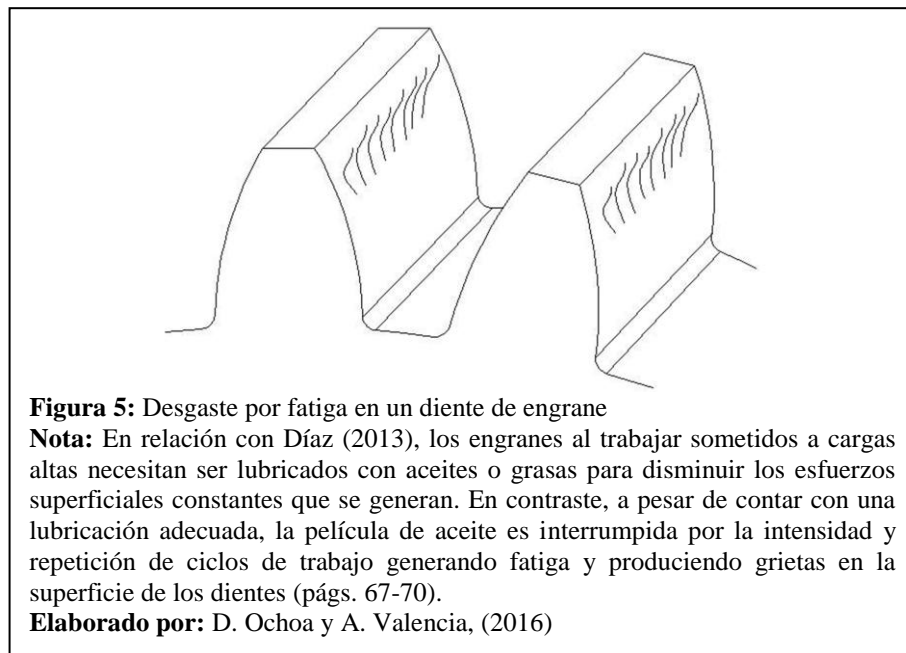 Figura 5: Desgaste por fatiga en un diente de engrane
Nota: En relación con Díaz (2013), los engranes al trabajar sometidos a cargas
altas necesitan ser lubricados con aceites o grasas para disminuir los esfuerzos
superficiales constantes que se generan. En contraste, a pesar de contar con una
lubricación adecuada, la película de aceite es interrumpida por la intensidad y
repetición de ciclos de trabajo generando fatiga y produciendo grietas en la
superficie de los dientes (págs. 67-70).
Elaborado por: D. Ochoa y A. Valencia, (2016)